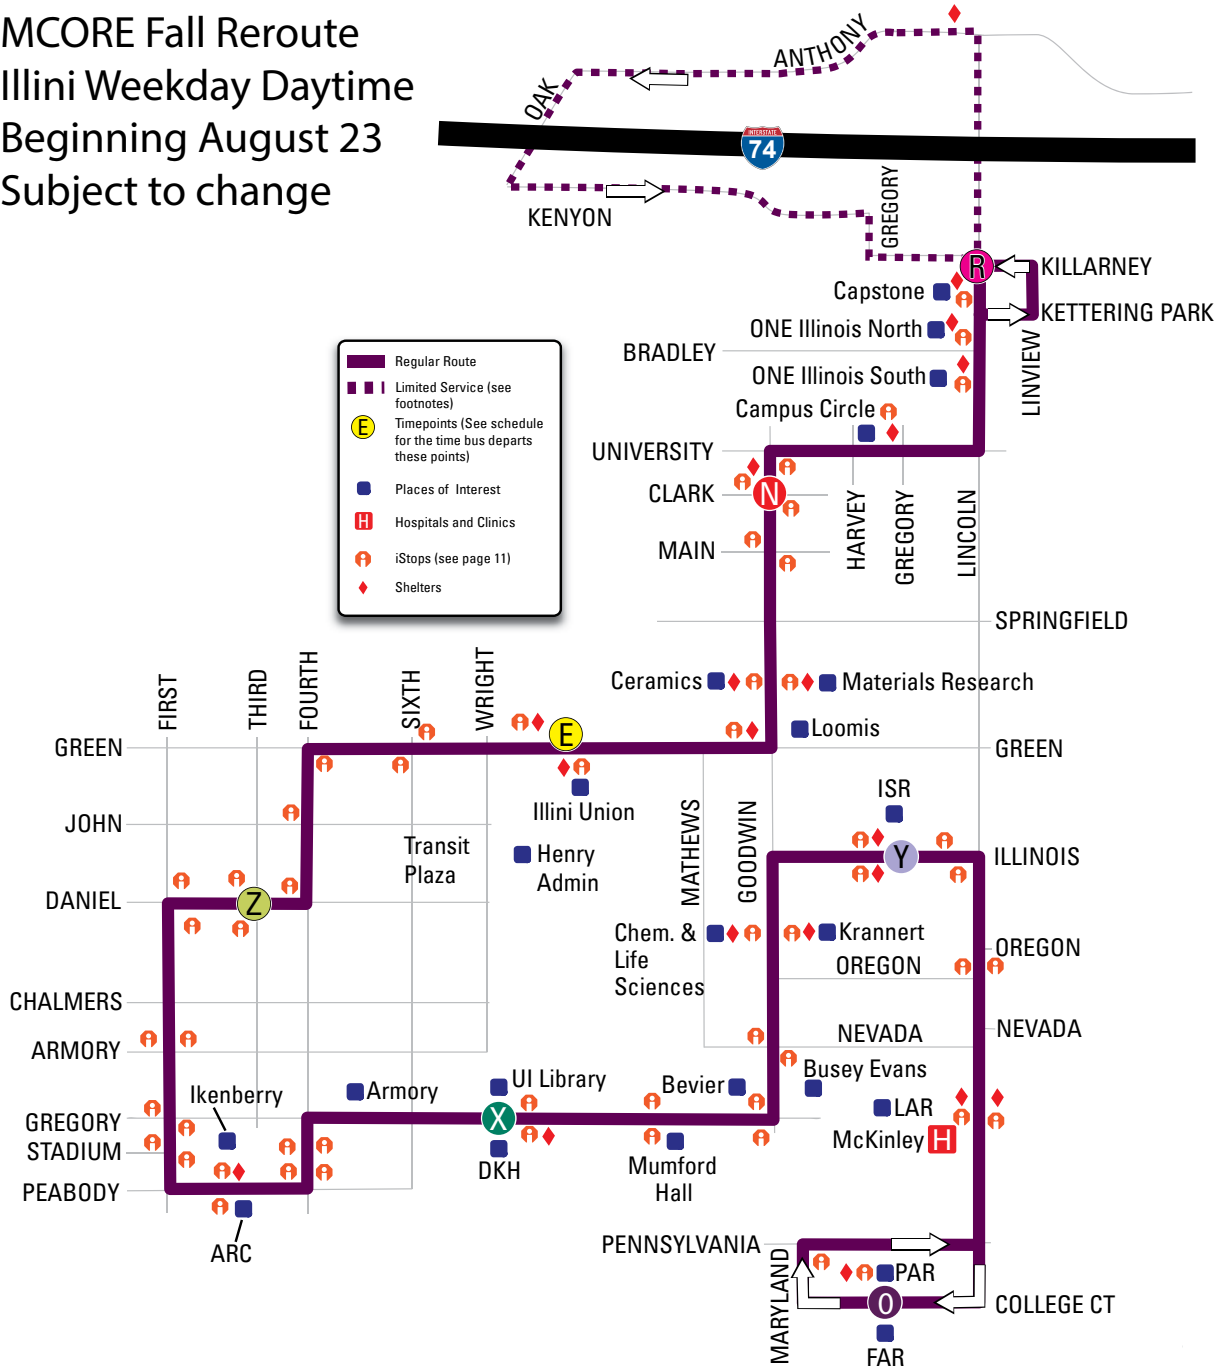 MCORE Fall Reroute
Illini Weekday Daytime
Beginning August 23
Subject to change
ANTHONY
OAK
INTERSTATE
74
KENYON
GREGORY
R
KILLARNEY
Capstone
KETTERING PARK
ONE Illinois North
BRADLEY
LINVIEW
ONE Illinois South
Campus Circle
UNIVERSITY
CLARK
N
MAIN
HARVEY
GREGORY
LINCOLN
Regular Route
Limited Service (see
footnotes)
E
Timepoints (See schedule
for the time bus departs
these points)
Places of Interest
H
Hospitals and Clinics
iStops (see page 11)
Shelters
SPRINGFIELD
FIRST
THIRD
FOURTH
SIXTH
WRIGHT
Ceramics
Materials Research
Loomis
GREEN
E
GREEN
Illini Union
ISR
JOHN
Transit
Plaza
Henry
Admin
MATHEWS
GOODWIN
Y
ILLINOIS
DANIEL
Z
Chem. &
Life
Sciences
Krannert
OREGON
OREGON
CHALMERS
NEVADA
NEVADA
ARMORY
Ikenberry
Armory
UI Library
Bevier
Busey Evans
GREGORY
X
LAR
STADIUM
McKinley
H
DKH
Mumford
Hall
PEABODY
ARC
PENNSYLVANIA
MARYLAND
PAR
O
COLLEGE CT
FAR